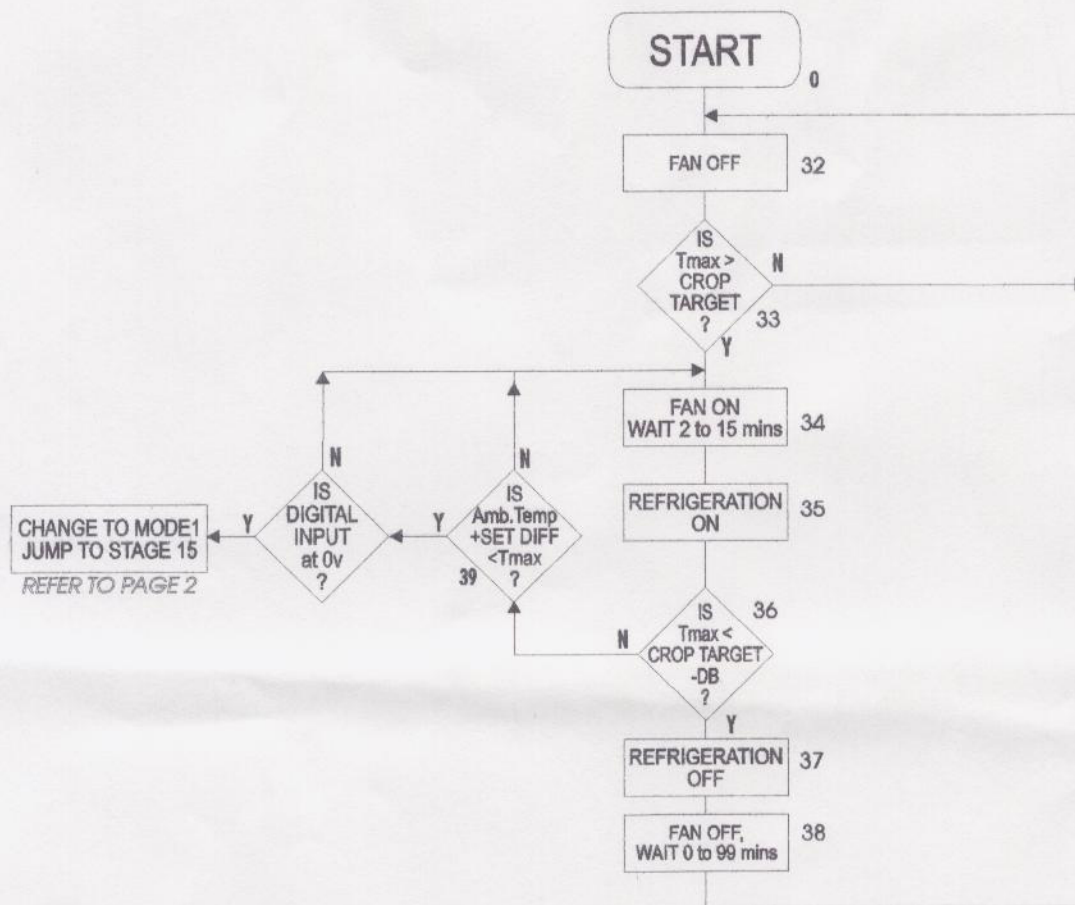 START
0
FAN OFF
32
IS
Tmax >
CROP
TARGET
?
N
33
Y
FAN ON
WAIT 2 to 15 mins
34
REFRIGERATION
ON
35
N
N
IS
DIGITAL
INPUT
at 0v
?
Y
IS
Amb.Temp
+SET DIFF
<Tmax
?
Y
39
CHANGE TO MODE1
JUMP TO STAGE 15
REFER TO PAGE 2
IS
Tmax <
CROP TARGET
-DB
?
36
N
Y
REFRIGERATION
OFF
37
FAN OFF,
WAIT 0 to 99 mins
38